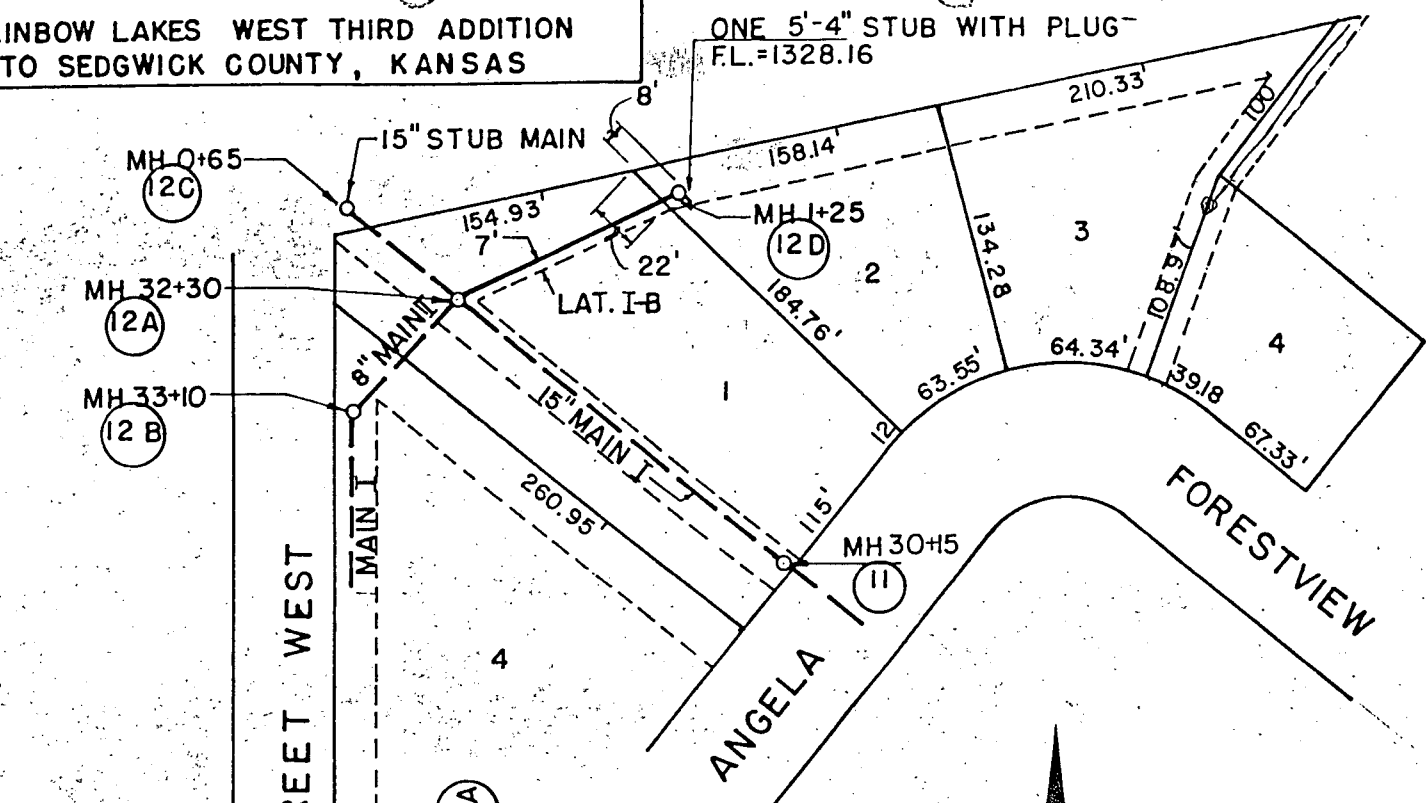 INBOW LAKES WEST THIRD ADDITION
TO SEDGWICK COUNTY, KANSAS
ONE 5'-4" STUB WITH PLUG
F.L.=1328.16
8'
210.33'
100'
15" STUB MAIN
MH 0+65
12C
158.14'
154.93'
7'
MH 1+25
12D
22'
134.28
3
2
108.97'
MH 32+30
12A
LAT. I-B
184.76'
4
8" MAIN I
64.34'
63.55'
39.18
MH 33+10
12B
1
15" MAIN I
12
67.33'
260.95'
115'
MAIN I
MH 30+15
11
FORESTVIEW
4
ANGELA
EET WEST
A